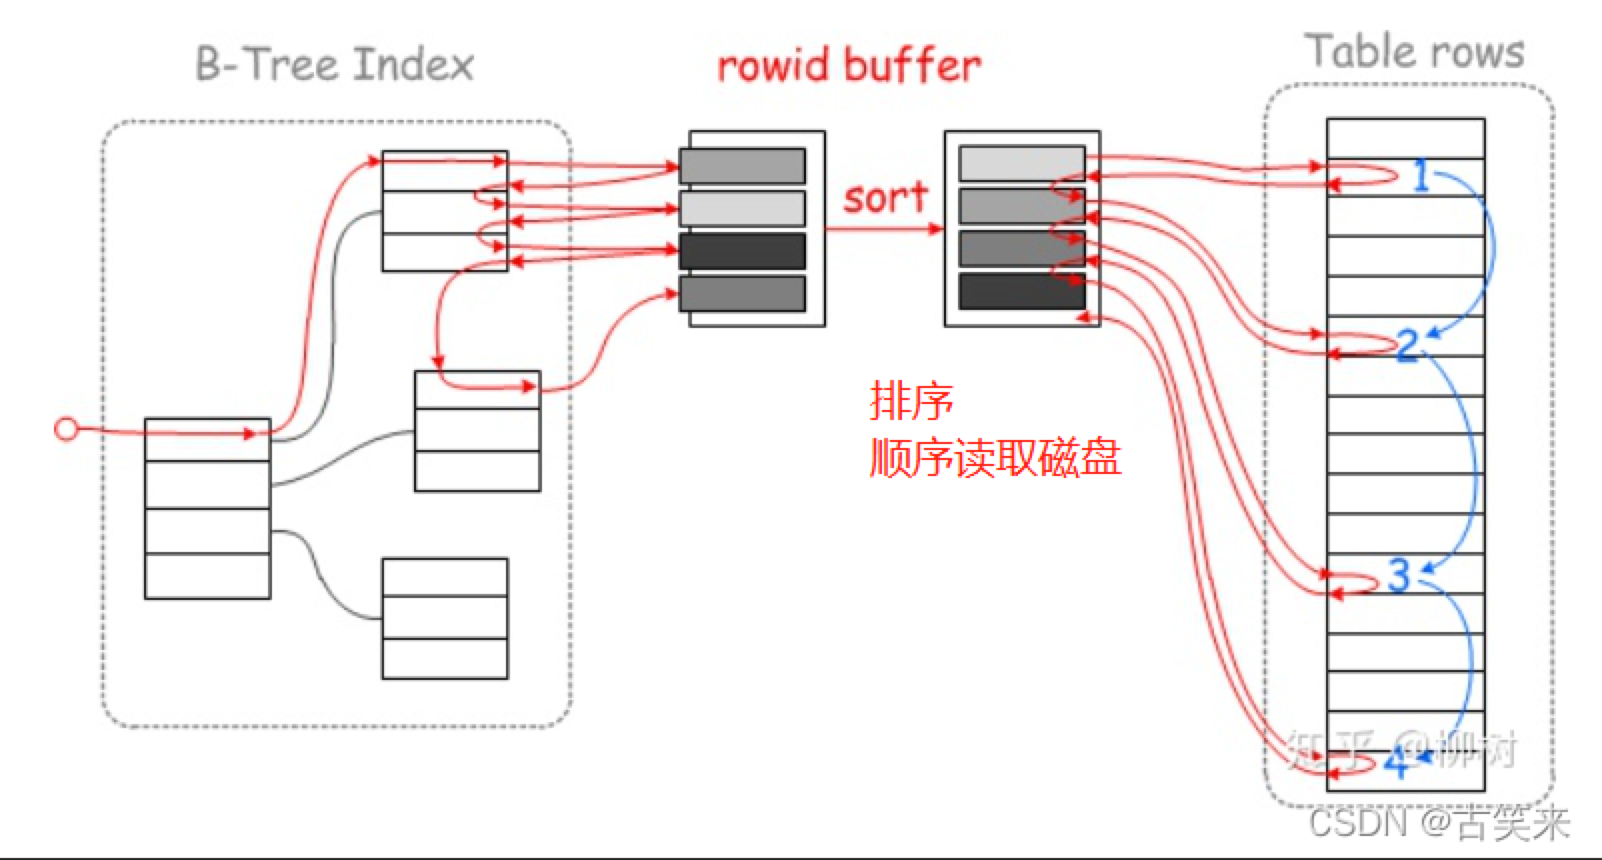 B-Tree Index
rowid buffer
Table rows
sort
1
2
3
4
排序
顺序读取磁盘
知乎 @柳树
CSDN @古笑来